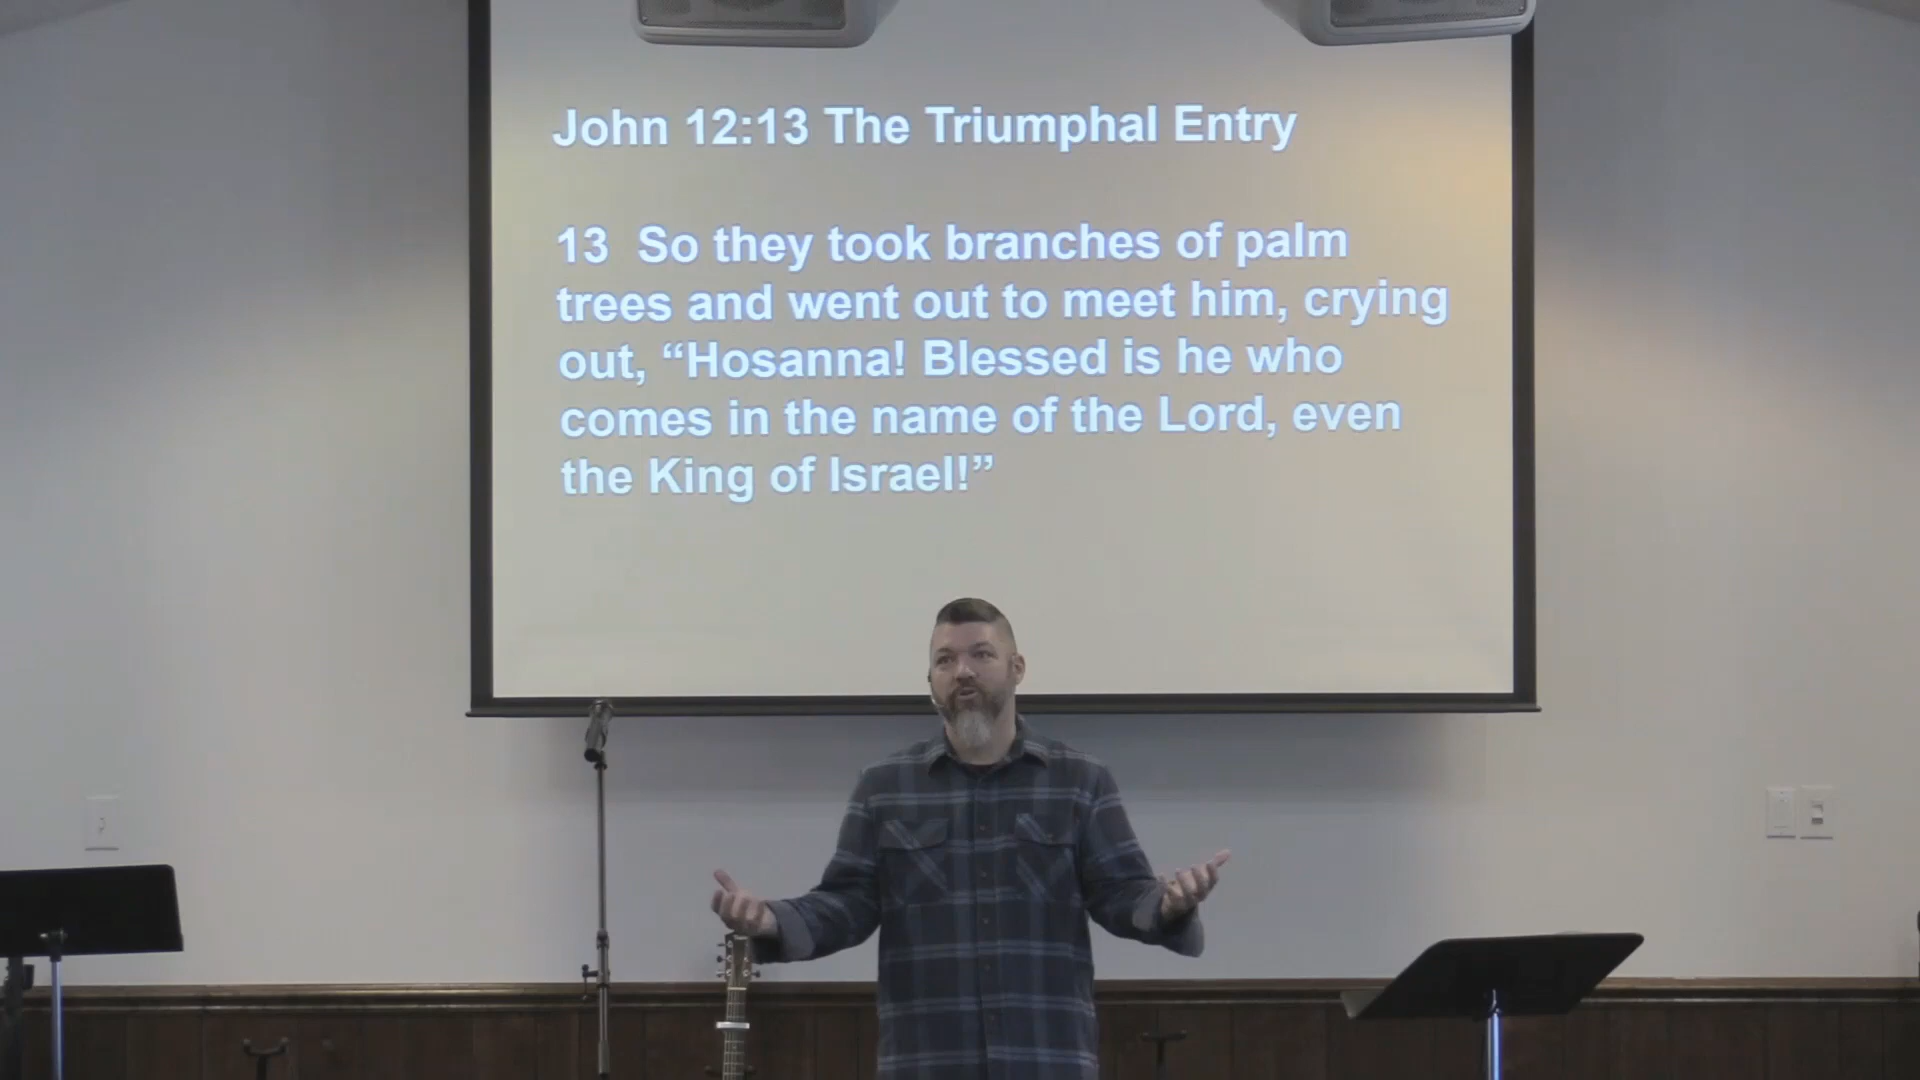 John 12:13 The Triumphal Entry
13 So they took branches of palm
trees and went out to meet him, crying
out, “Hosanna! Blessed is he who
comes in the name of the Lord, even
the King of Israel!”